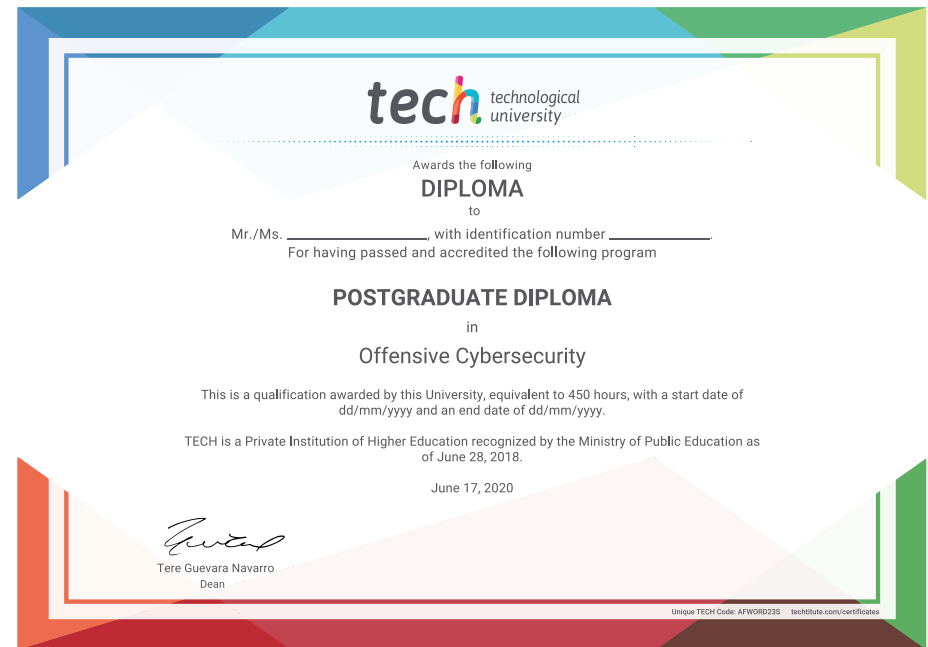 tech technological
university
Awards the following
DIPLOMA
to
Mr./Ms. ____________________, with identification number ______________.
For having passed and accredited the following program
POSTGRADUATE DIPLOMA
in
Offensive Cybersecurity
This is a qualification awarded by this University, equivalent to 450 hours, with a start date of
dd/mm/yyyy and an end date of dd/mm/yyyy.
TECH is a Private Institution of Higher Education recognized by the Ministry of Public Education as
of June 28, 2018.
June 17, 2020
Tere Guevara Navarro
Dean
Unique TECH Code: AFWORD23S techtitute.com/certificates